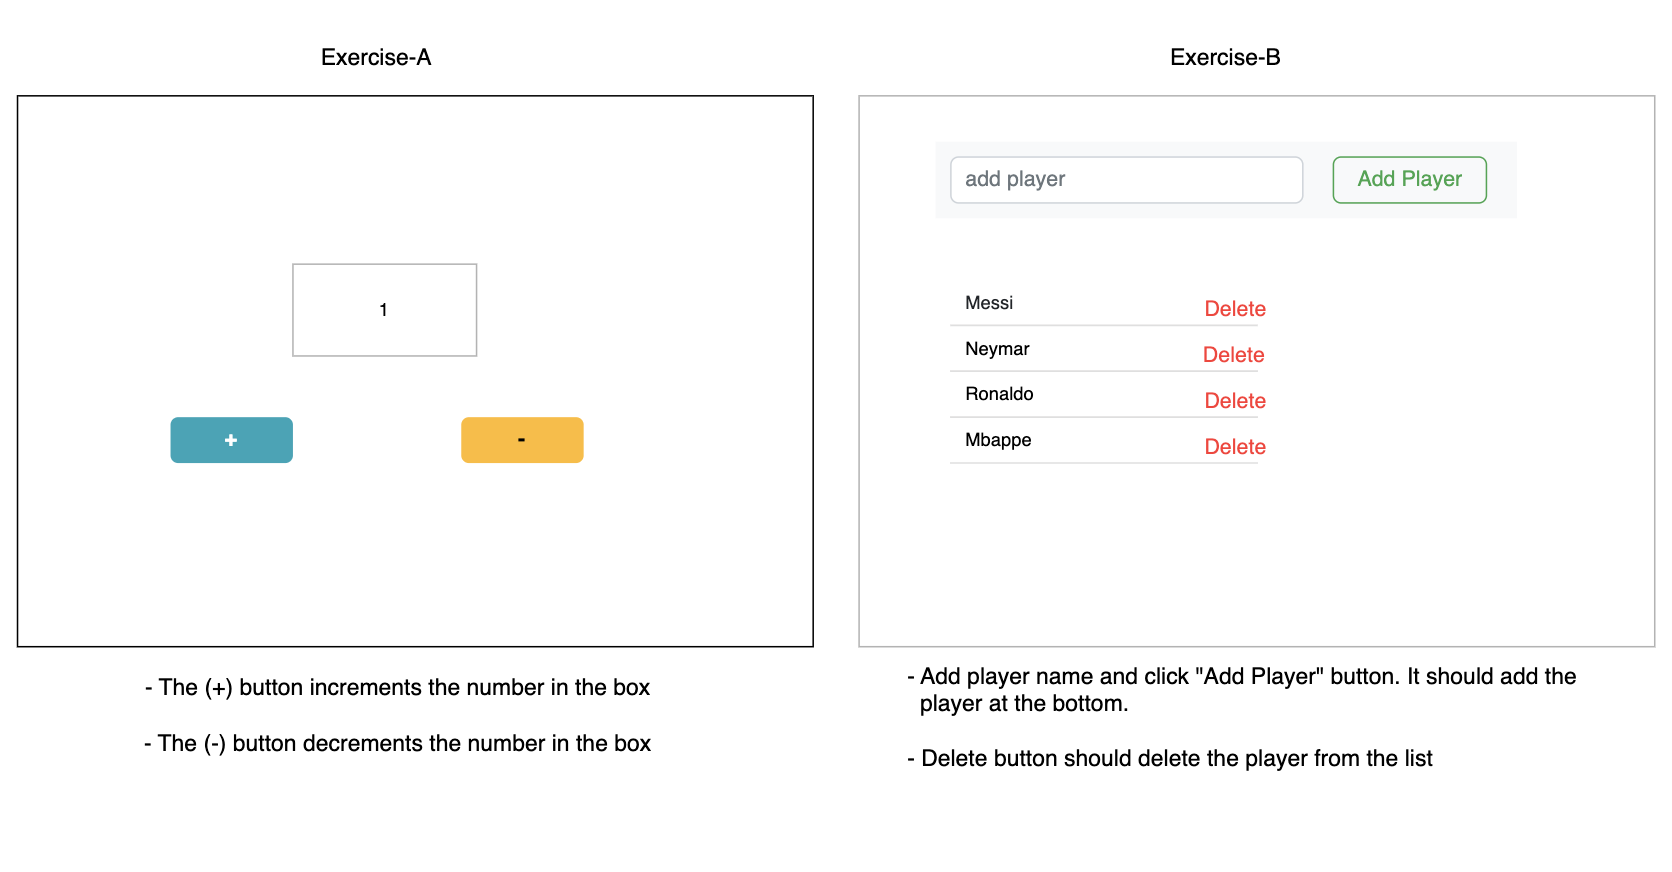 Exercise-A
1
+
-
- The (+) button increments the number in the box
- The (-) button decrements the number in the box
Exercise-B
add player
Add Player
Messi Delete
Neymar Delete
Ronaldo Delete
Mbappe Delete
- Add player name and click "Add Player" button. It should add the
player at the bottom.
- Delete button should delete the player from the list